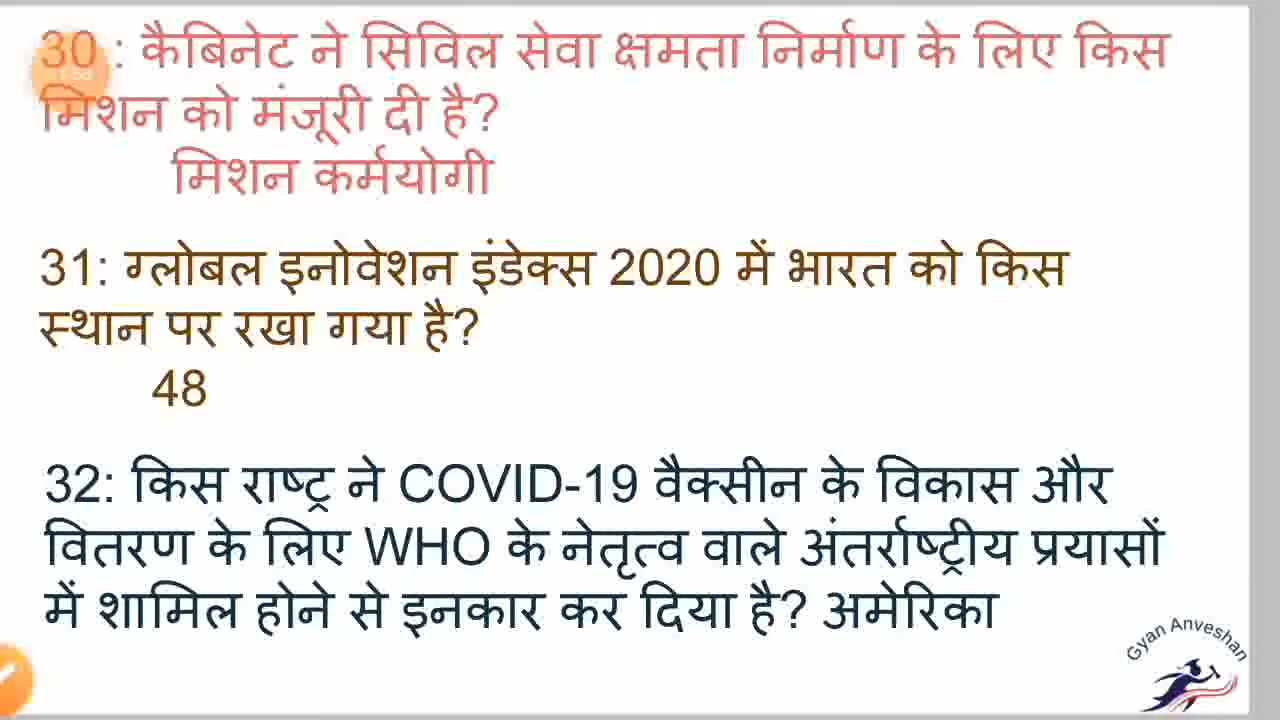 30 : कैबिनेट ने सिविल सेवा क्षमता निर्माण के लिए किस
मिशन को मंजूरी दी है?
मिशन कर्मयोगी
31: ग्लोबल इनोवेशन इंडेक्स 2020 में भारत को किस
स्थान पर रखा गया है?
48
32: किस राष्ट्र ने COVID-19 वैक्सीन के विकास और
वितरण के लिए WHO के नेतृत्व वाले अंतर्राष्ट्रीय प्रयासों
में शामिल होने से इनकार कर दिया है? अमेरिका
Gyan Anveshan